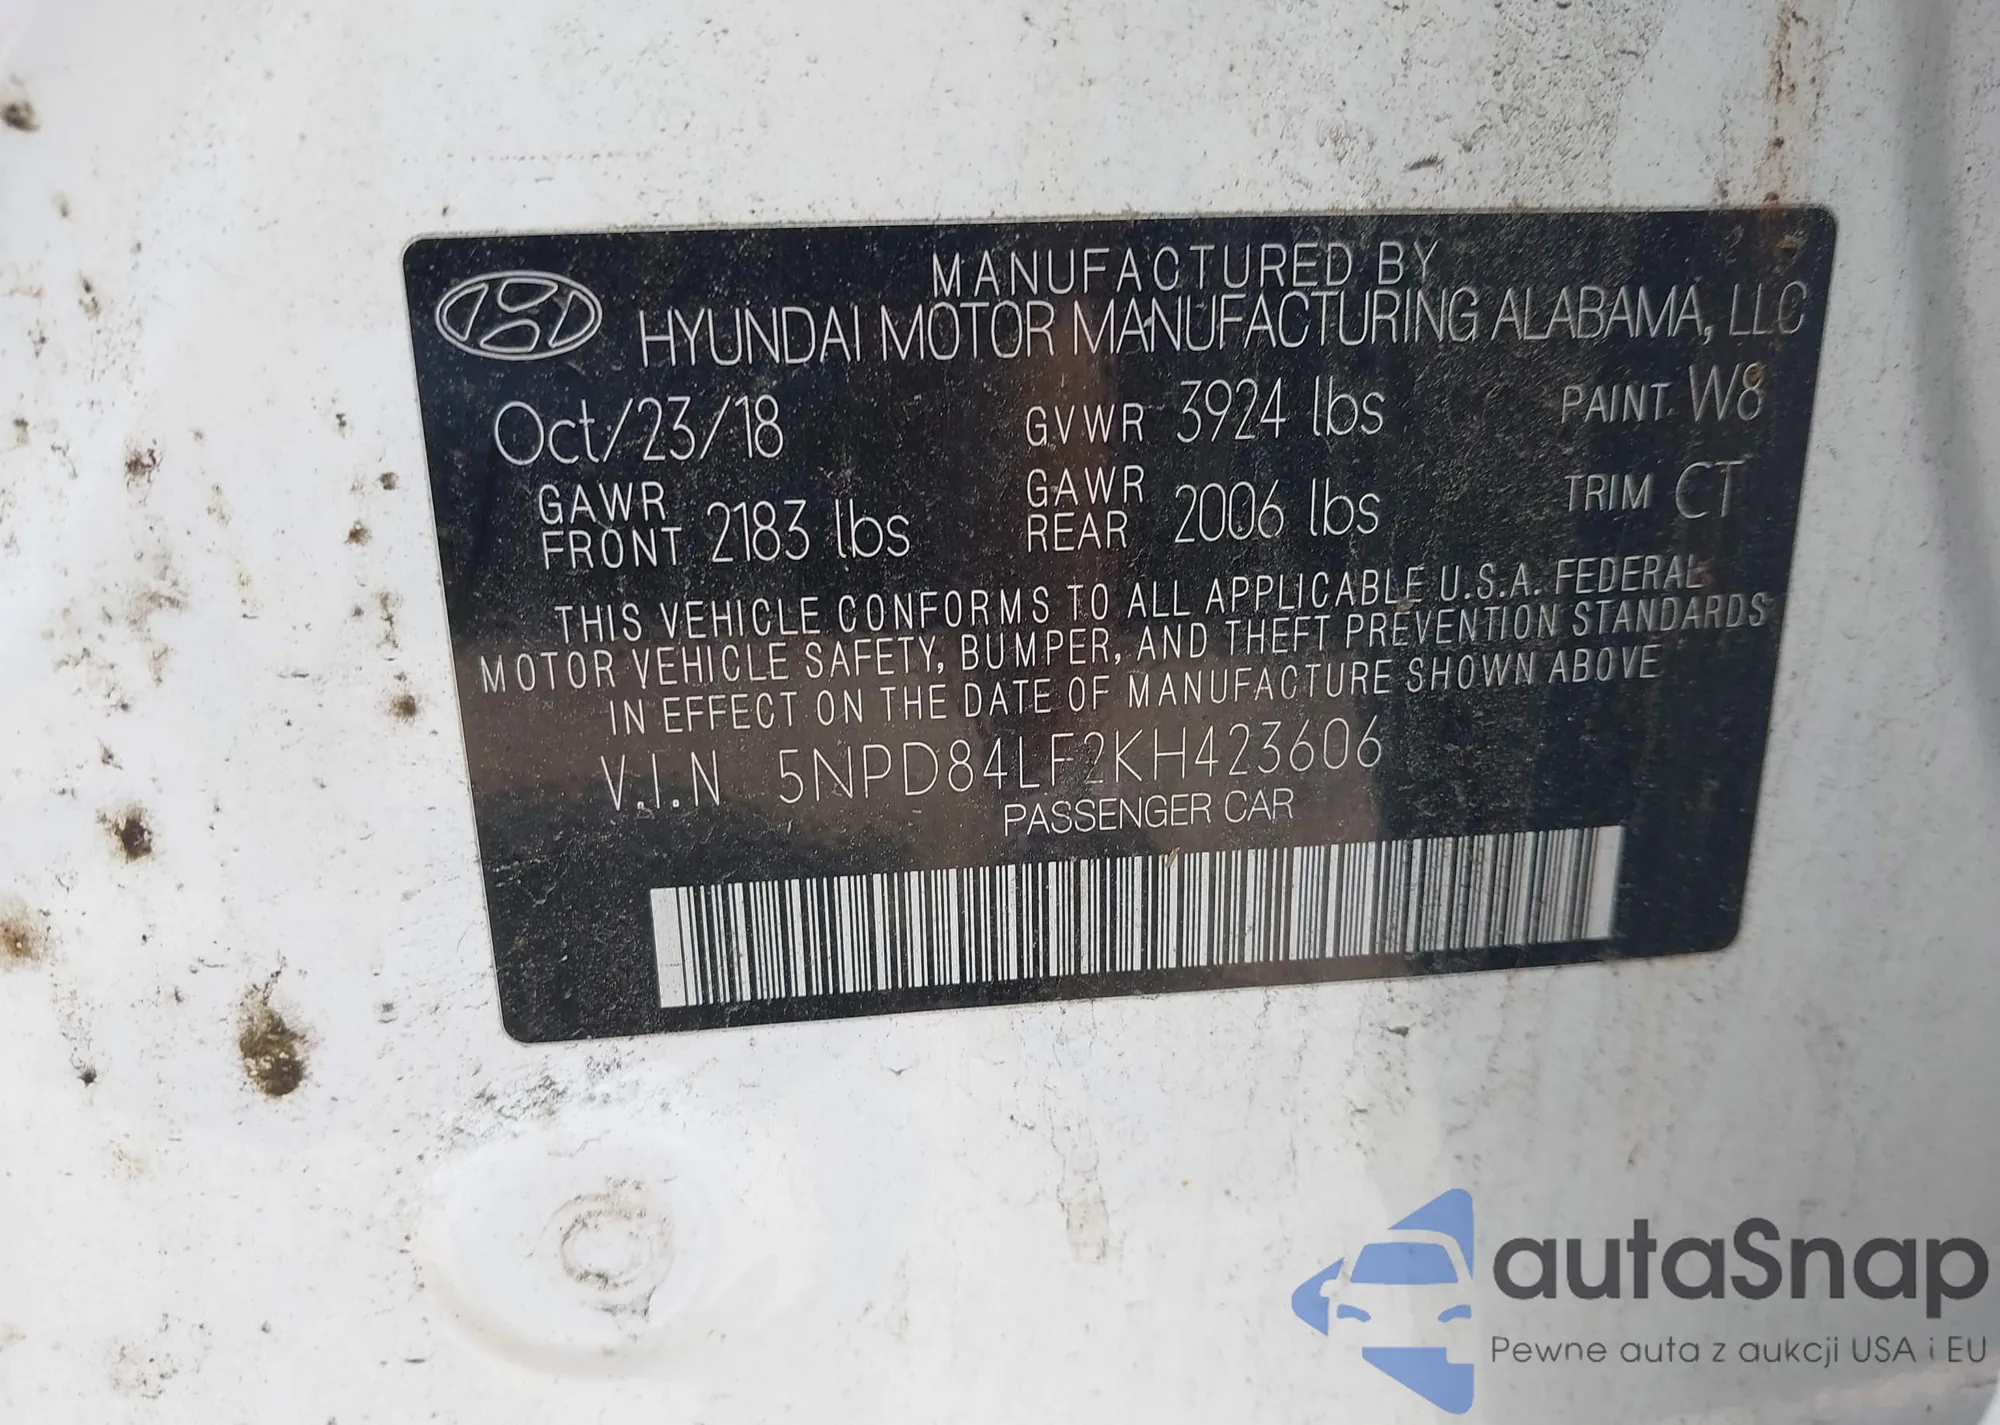 MANUFACTURED BY
HYUNDAI MOTOR MANUFACTURING ALABAMA, LLC
Oct/23/18 GVWR 3924 lbs PAINT W8
GAWR FRONT 2183 lbs GAWR REAR 2006 lbs TRIM CT
THIS VEHICLE CONFORMS TO ALL APPLICABLE U.S.A. FEDERAL
MOTOR VEHICLE SAFETY, BUMPER, AND THEFT PREVENTION STANDARDS
IN EFFECT ON THE DATE OF MANUFACTURE SHOWN ABOVE
V.I.N 5NPD84LF2KH423606
PASSENGER CAR
autaSnap
Pewne auta z aukcji USA i EU